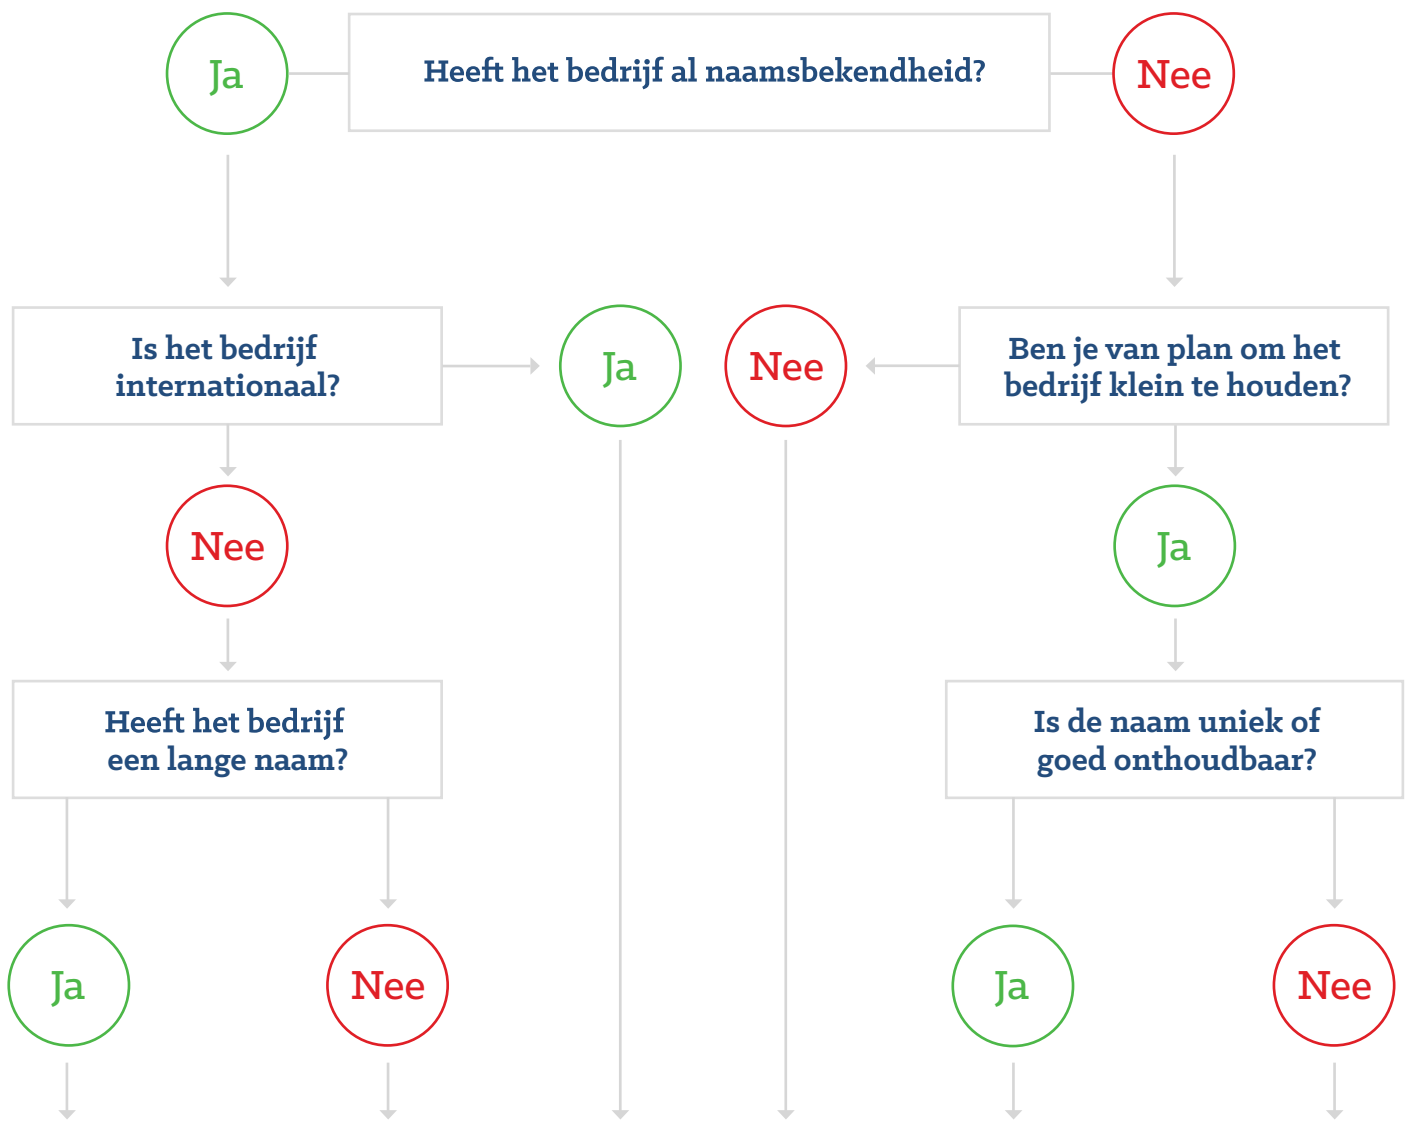 Ja
Heeft het bedrijf al naamsbekendheid?
Nee
Is het bedrijf
internationaal?
Ja
Nee
Ben je van plan om het
bedrijf klein te houden?
Nee
Ja
Heeft het bedrijf
een lange naam?
Is de naam uniek of
goed onthoudbaar?
Ja
Nee
Ja
Nee